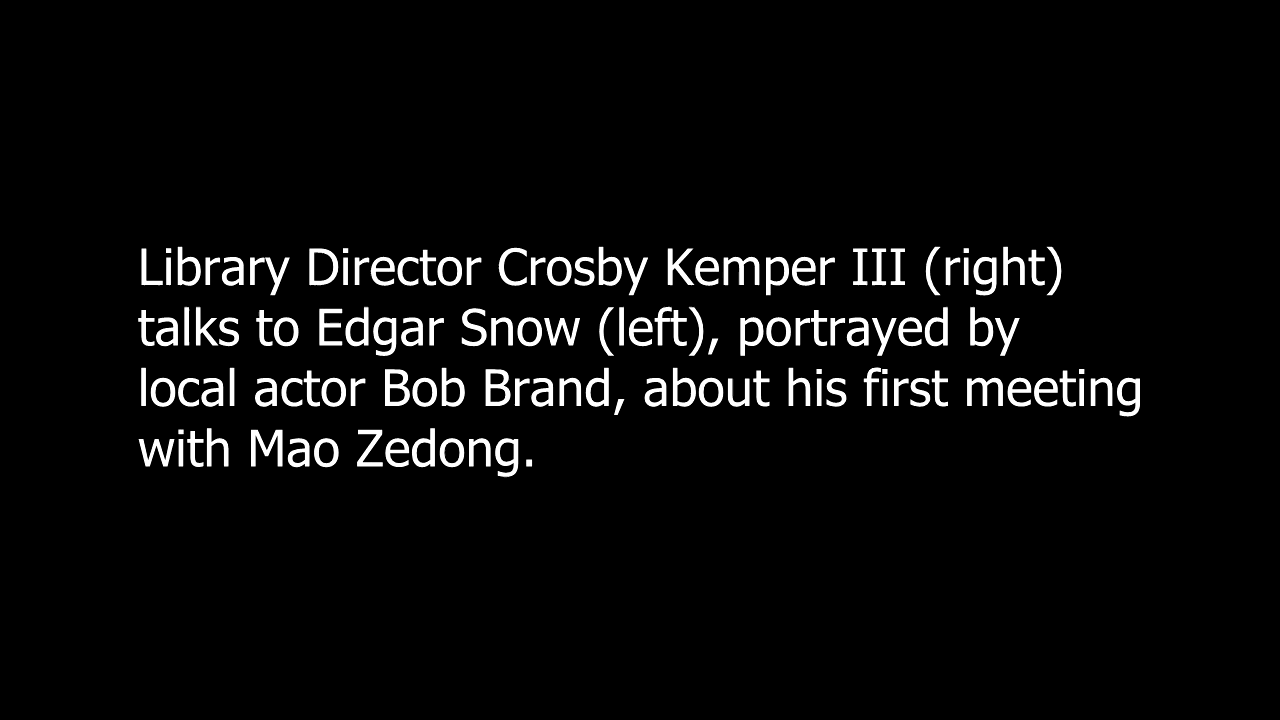 Library Director Crosby Kemper III (right)
talks to Edgar Snow (left), portrayed by
local actor Bob Brand, about his first meeting
with Mao Zedong.